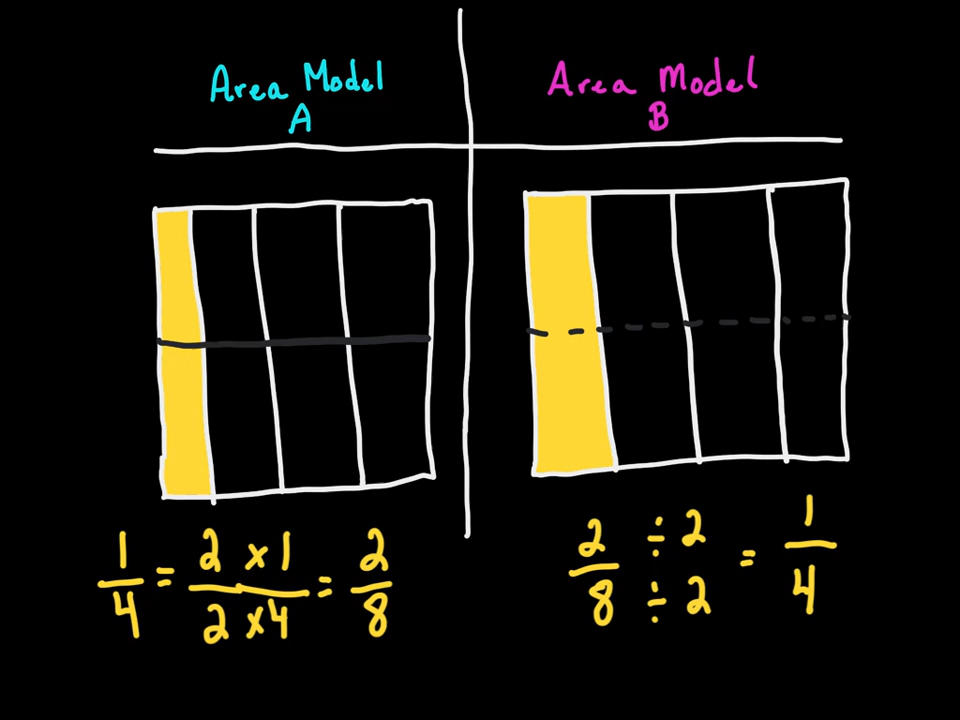 Area Model
A
Area Model
B
1/4 = 2 x 1 / 2 x 4 = 2/8
2/8 ÷ 2 / ÷ 2 = 1/4